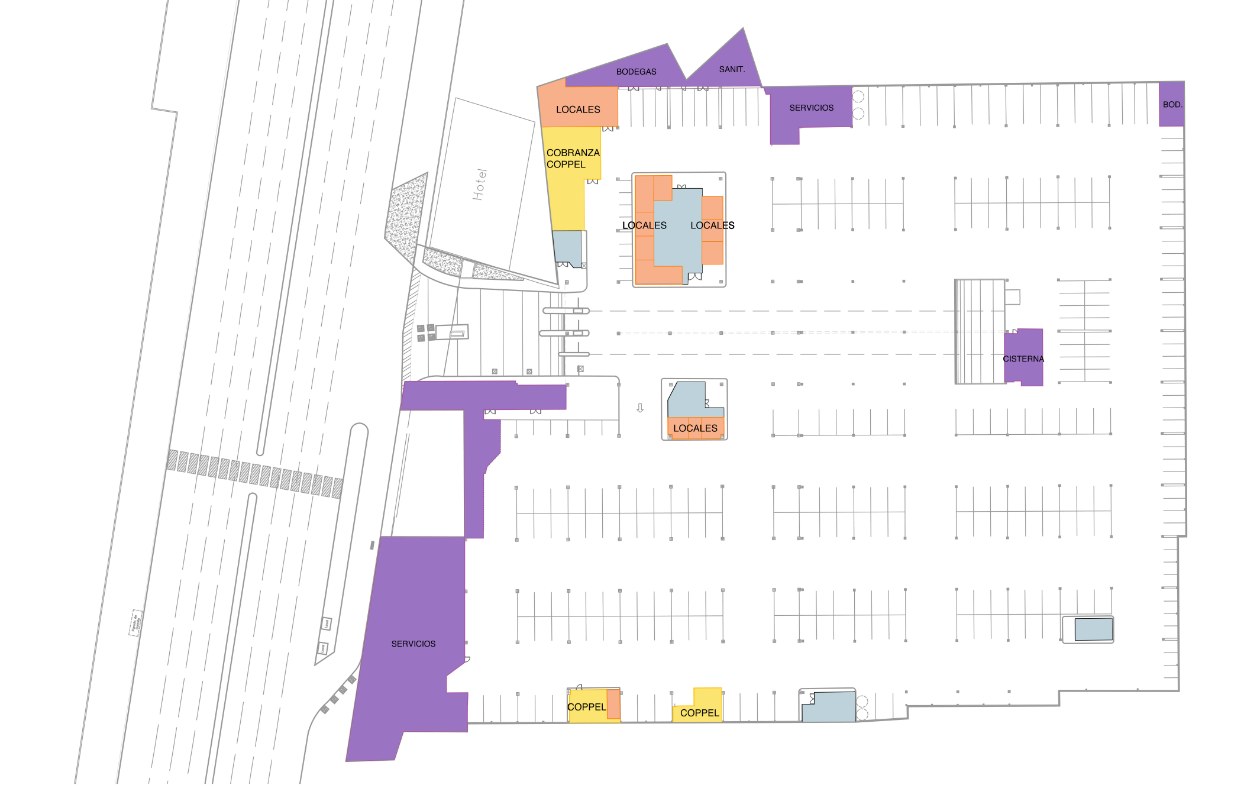 BODEGAS
SANIT.
LOCALES
SERVICIOS
BOD.
COBRANZA
COPPEL
Hotel
LOCALES
LOCALES
CISTERNA
LOCALES
SERVICIOS
COPPEL
COPPEL